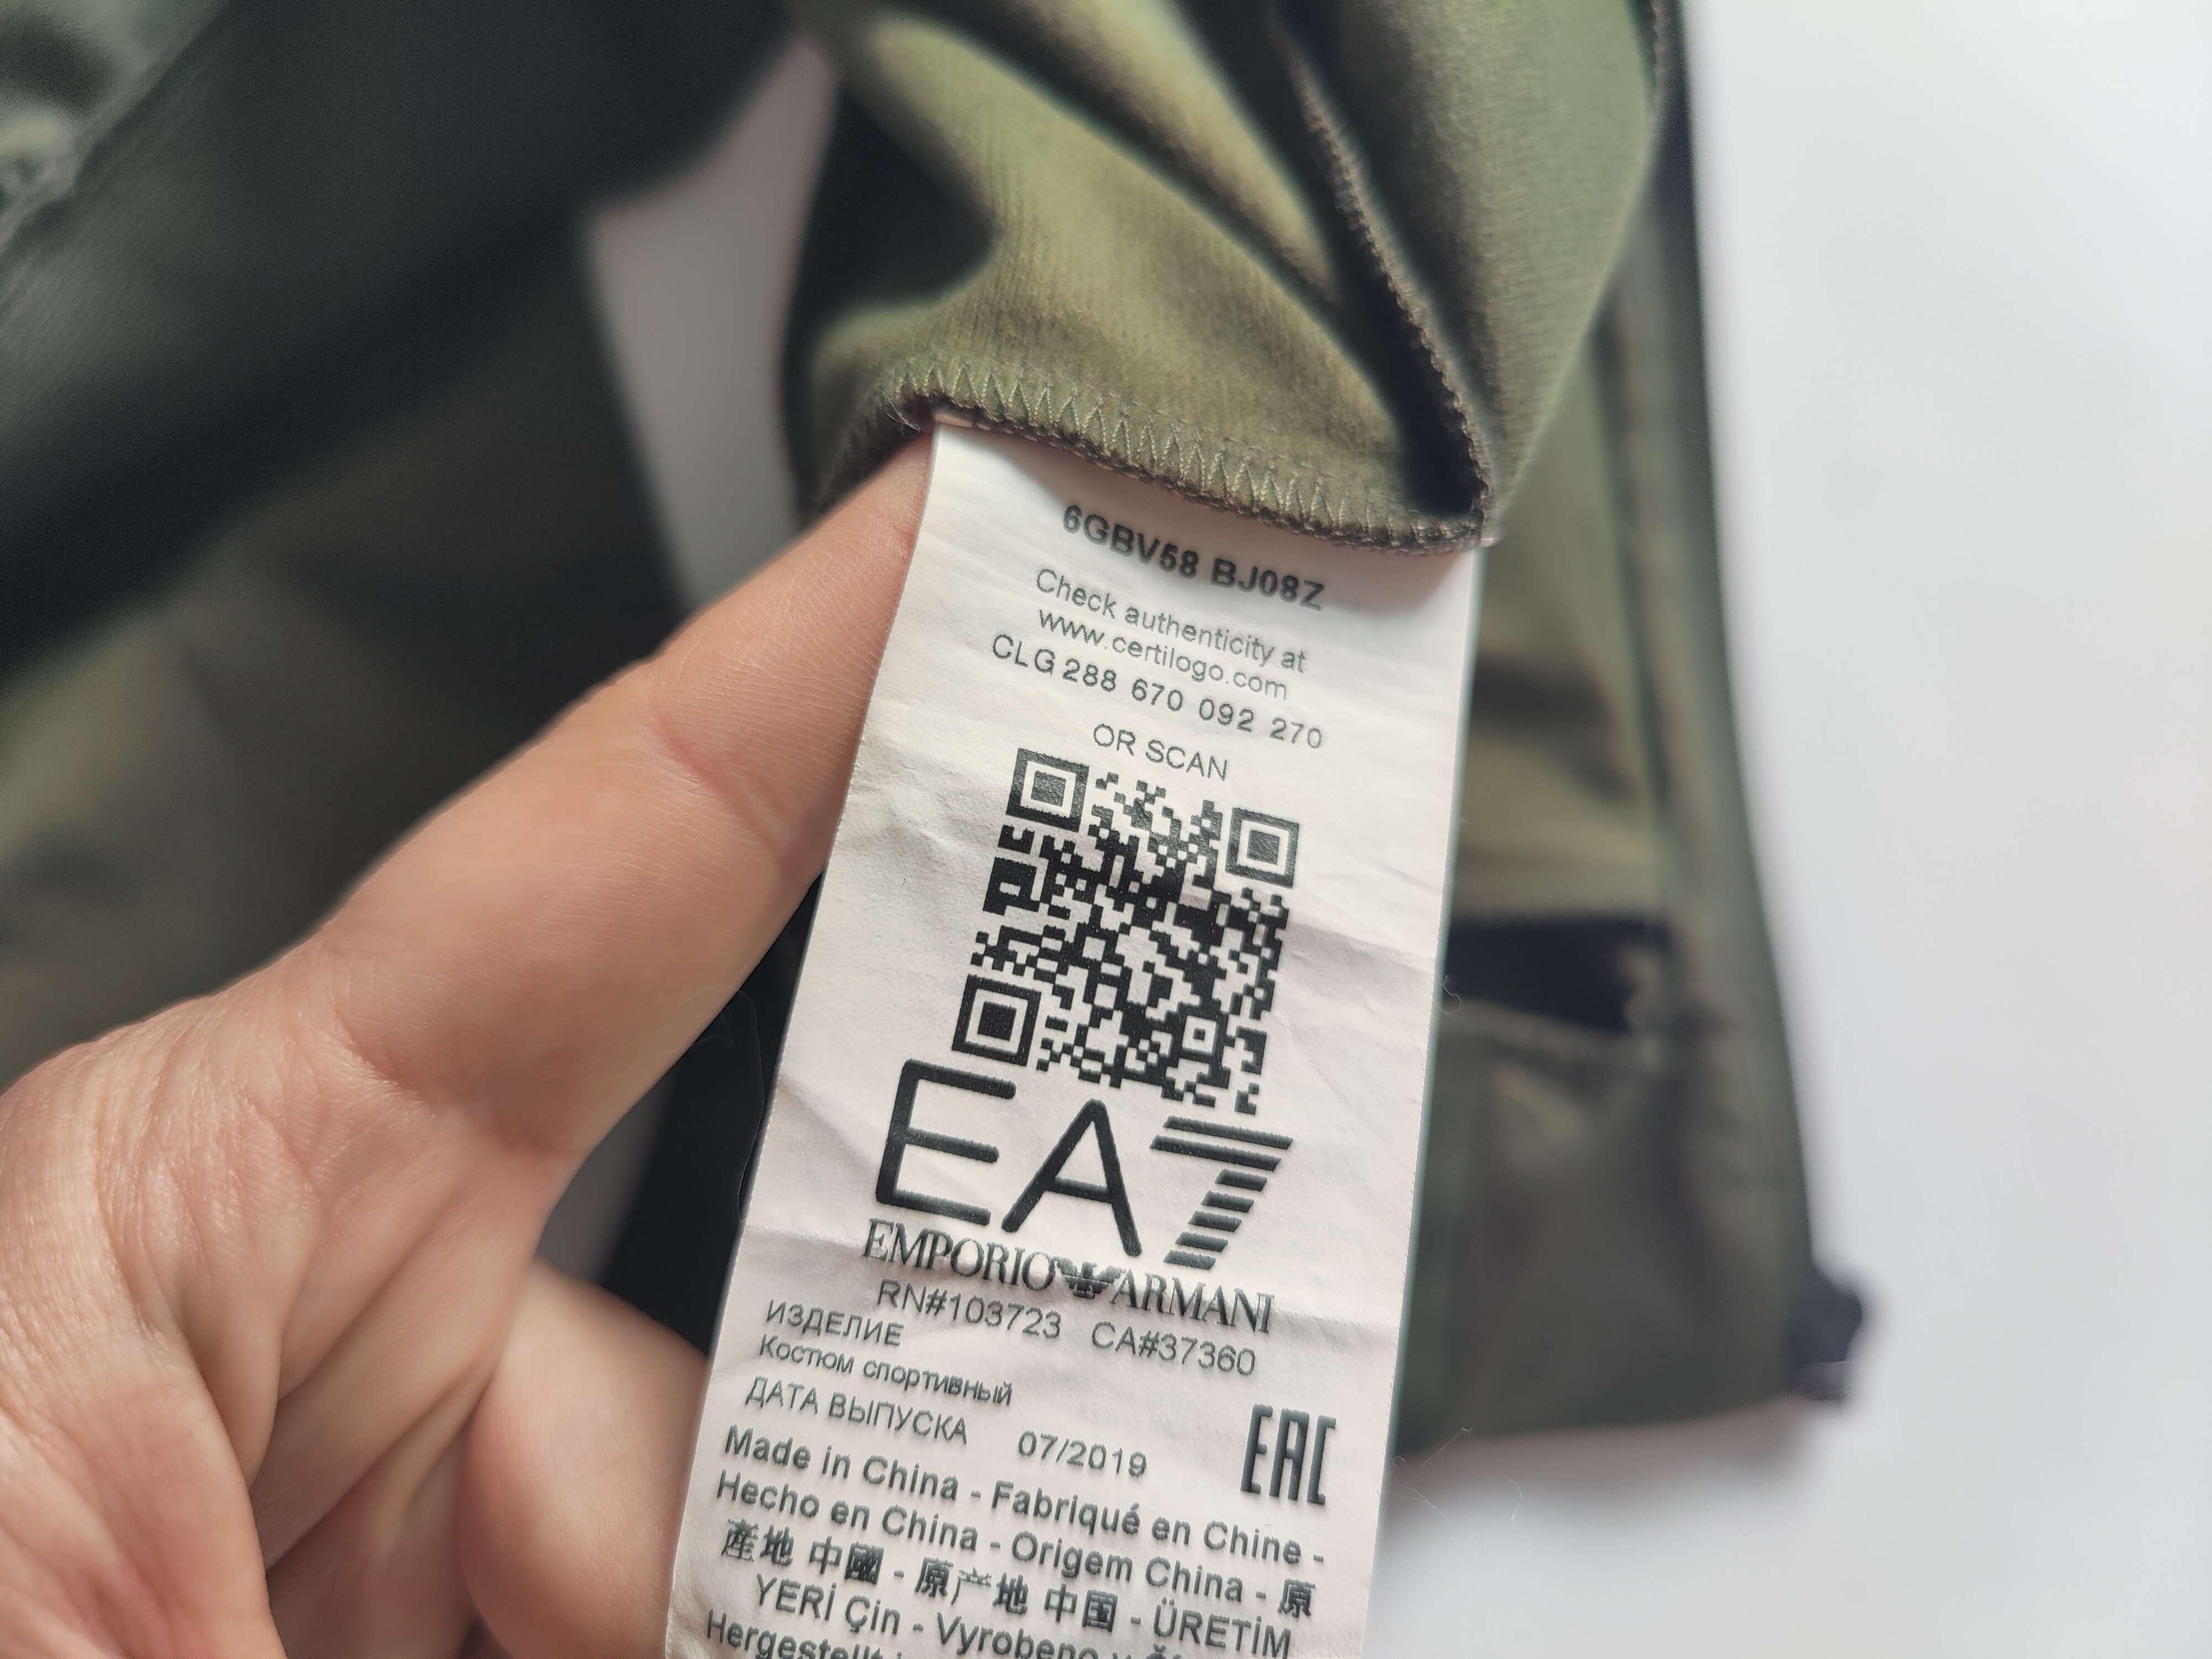 6GBV58 BJ08Z
Check authenticity at
www.certilogo.com
CLG 288 670 092 270
OR SCAN
EA7
EMPORIO ARMANI
RN#103723 CA#37360
ИЗДЕЛИЕ
Костюм спортивный
ДАТА ВЫПУСКА 07/2019
EAC
Made in China - Fabriqué en Chine -
Hecho en China - Origem China - 原
產地 中國 - 原产地 中国 - ÜRETİM
YERİ Çin - Vyrobeno v
Hergestellt